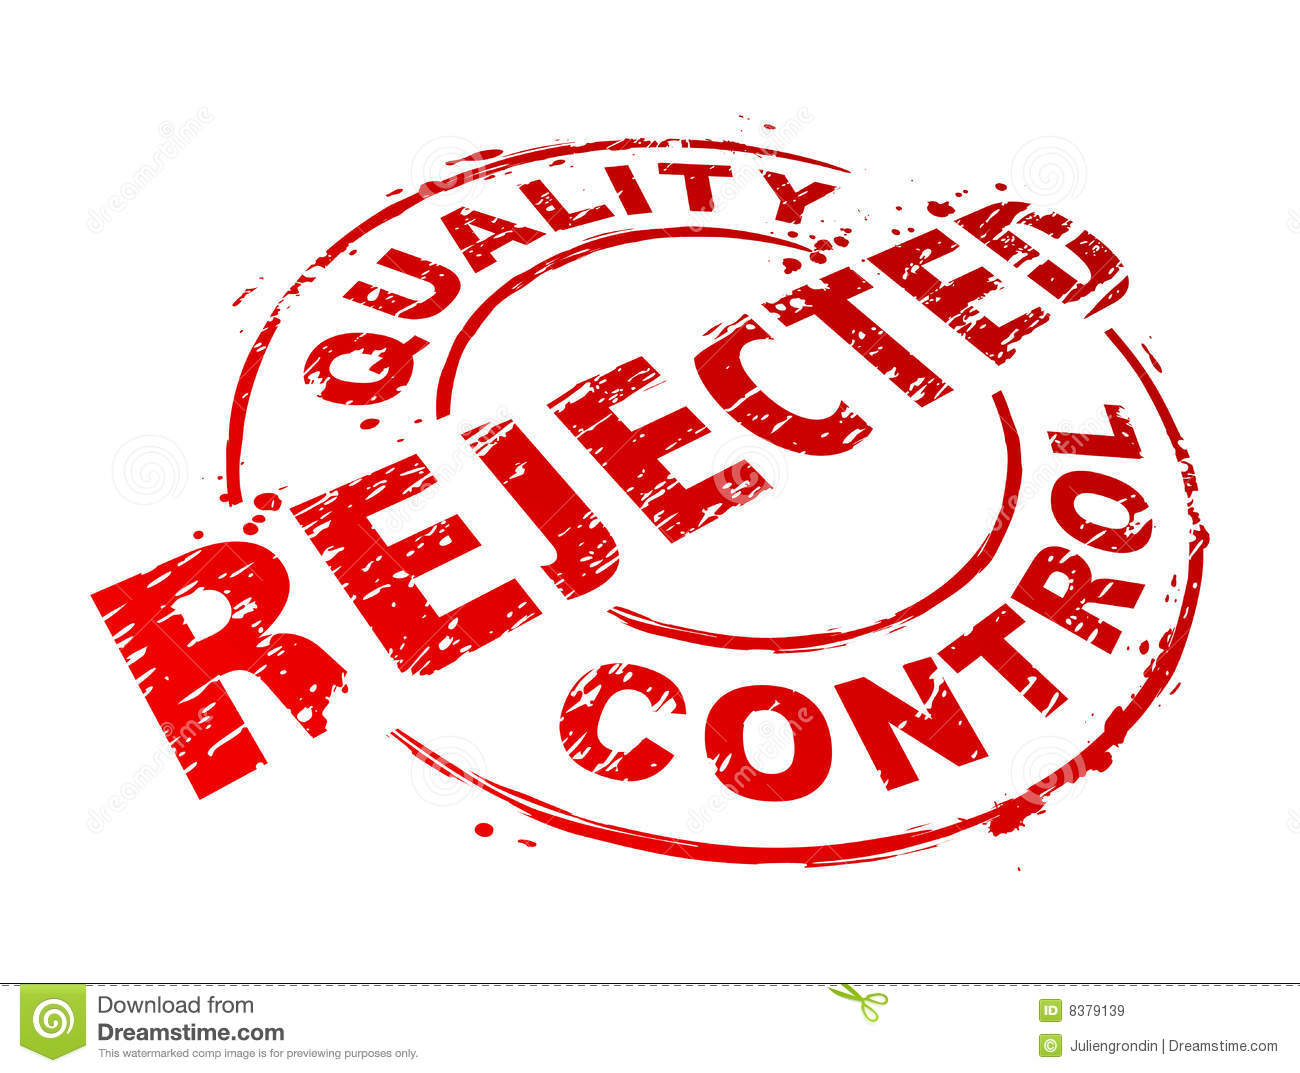 QUALITY
REJECTED
CONTROL
dreamstime
Download from
Dreamstime.com
This watermarked comp image is for previewing purposes only.
ID 8379139
© Juliengrondin | Dreamstime.com